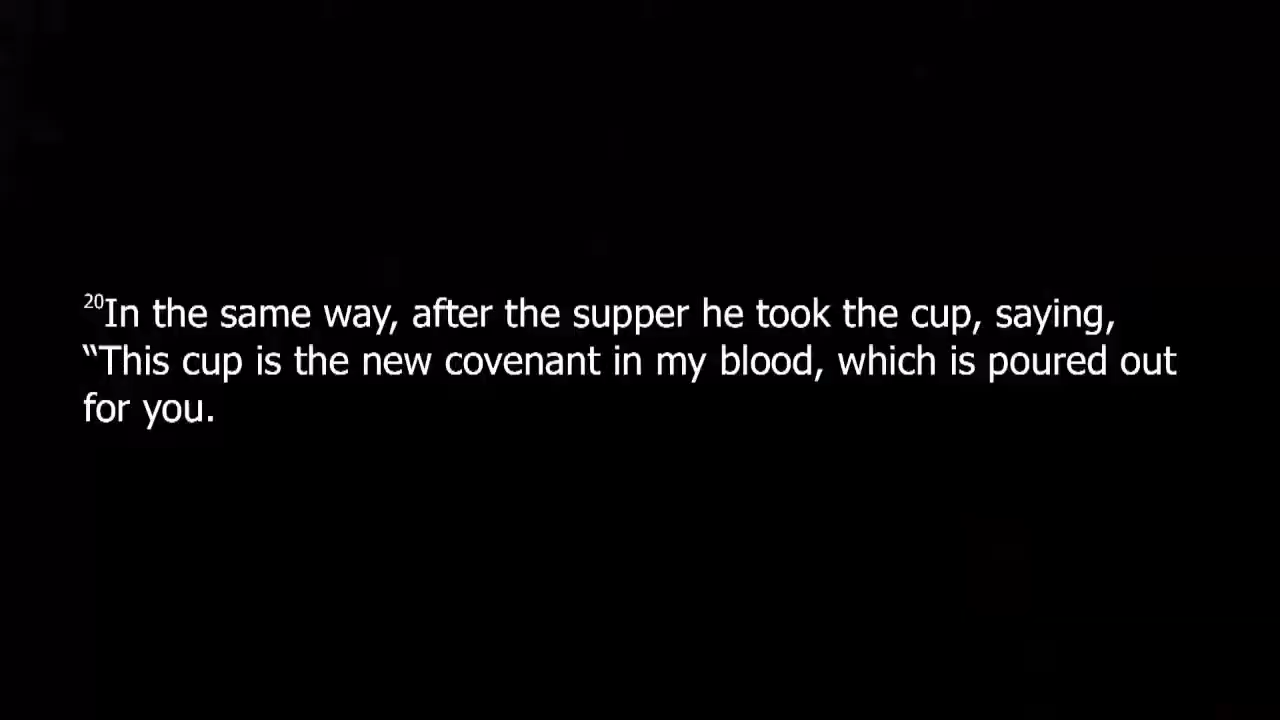 20In the same way, after the supper he took the cup, saying,
“This cup is the new covenant in my blood, which is poured out
for you.